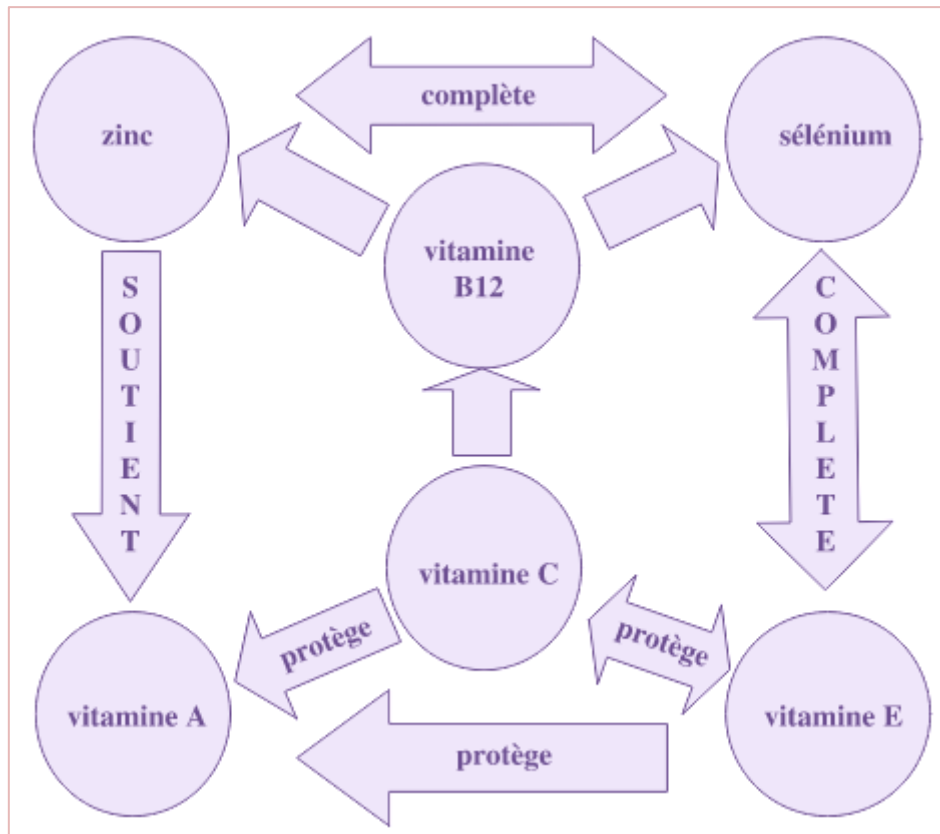 complète
zinc
sélénium
vitamine
B12
SOUTIENT
COMPLETE
vitamine C
protège
protège
vitamine A
vitamine E
protège